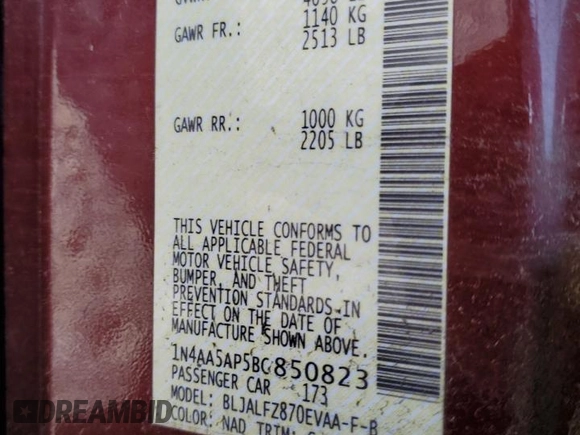 GAWR FR.: 1140 KG
2513 LB
GAWR RR.: 1000 KG
2205 LB
THIS VEHICLE CONFORMS TO
ALL APPLICABLE FEDERAL
MOTOR VEHICLE SAFETY,
BUMPER, AND THEFT
PREVENTION STANDARDS IN
EFFECT ON THE DATE OF
MANUFACTURE SHOWN ABOVE.
1N4AA5AP5BC850823
PASSENGER CAR 173
MODEL: BLJALFZ870EVAA-F-B
COLOR: NAD TRIM:
DREAMBID